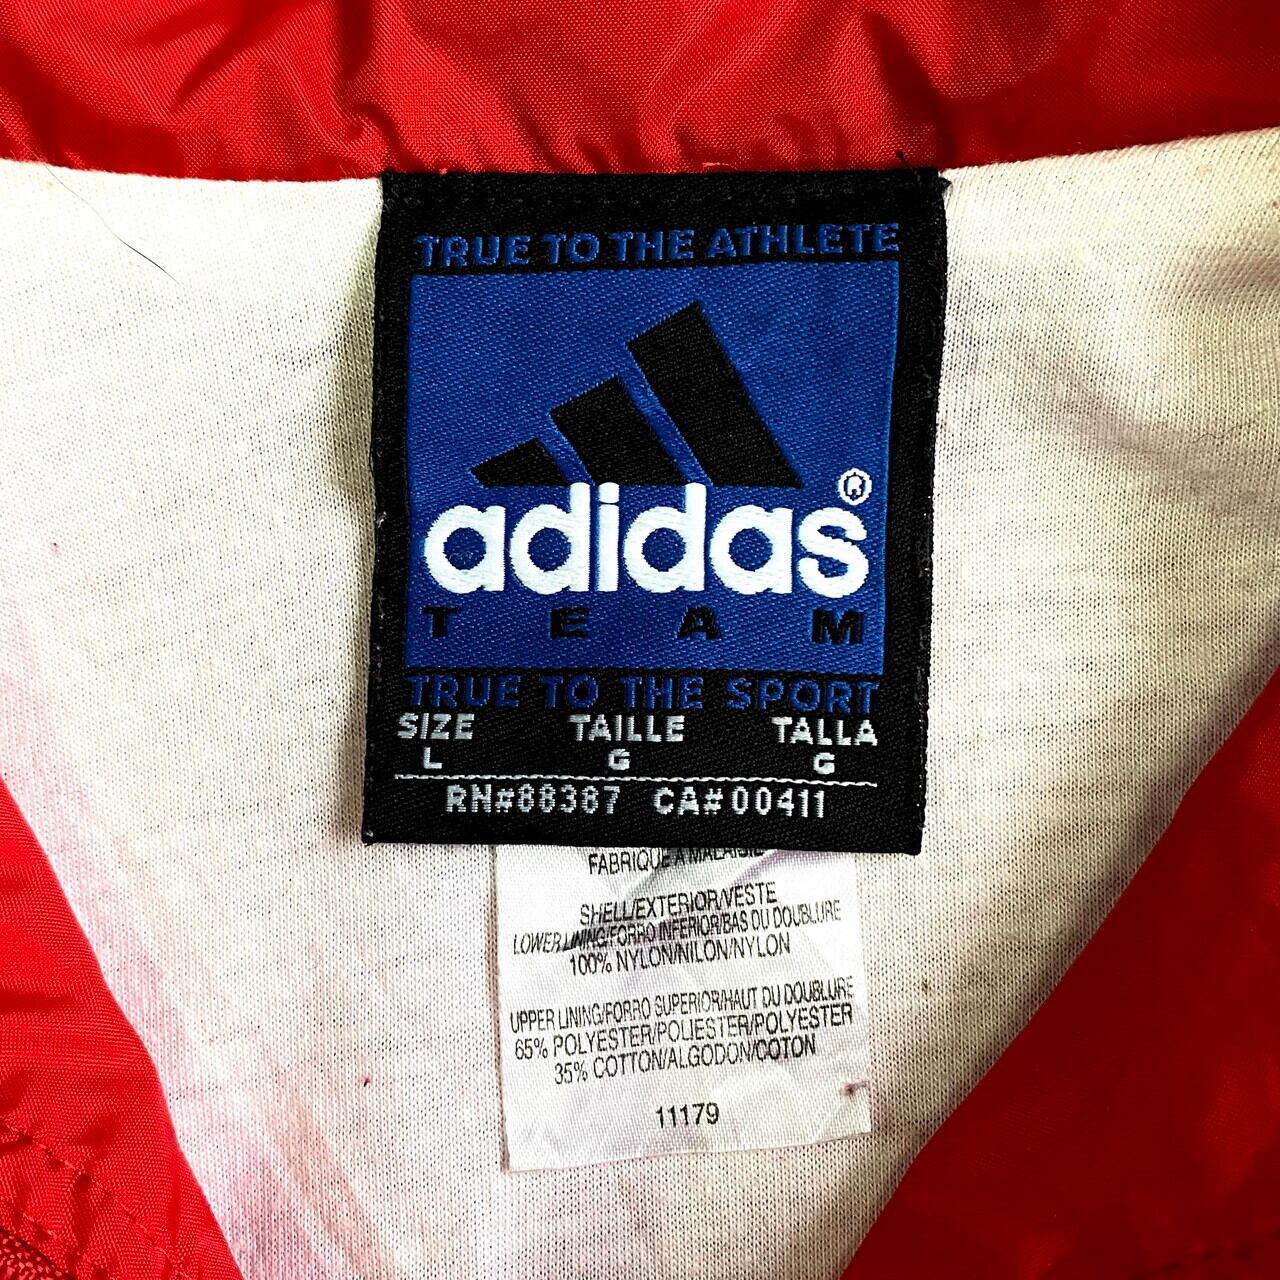 TRUE TO THE ATHLETE
adidas®
TEAM
TRUE TO THE SPORT
SIZE TAILLE TALLA
L G G
RN#88387 CA#00411
FABRIQUE A MALAISIE
SHELL/EXTERIOR/VESTE
LOWER LINING/FORRO INFERIOR/BAS DU DOUBLURE
100% NYLON/NILON/NYLON
UPPER LINING/FORRO SUPERIOR/HAUT DU DOUBLURE
65% POLYESTER/POLIESTER/POLYESTER
35% COTTON/ALGODON/COTON
11179